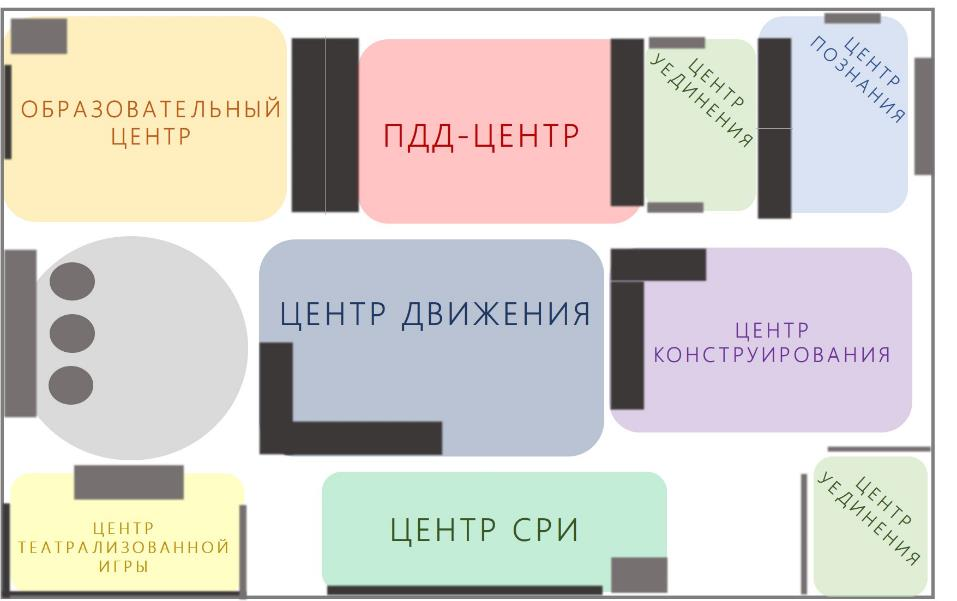 ОБРАЗОВАТЕЛЬНЫЙ
ЦЕНТР
ПДД-ЦЕНТР
ЦЕНТР
УЕДИНЕНИЯ
ЦЕНТР
ПОЗНАНИЯ
ЦЕНТР ДВИЖЕНИЯ
ЦЕНТР
КОНСТРУИРОВАНИЯ
ЦЕНТР
ТЕАТРАЛИЗОВАННОЙ
ИГРЫ
ЦЕНТР СРИ
ЦЕНТР
УЕДИНЕНИЯ